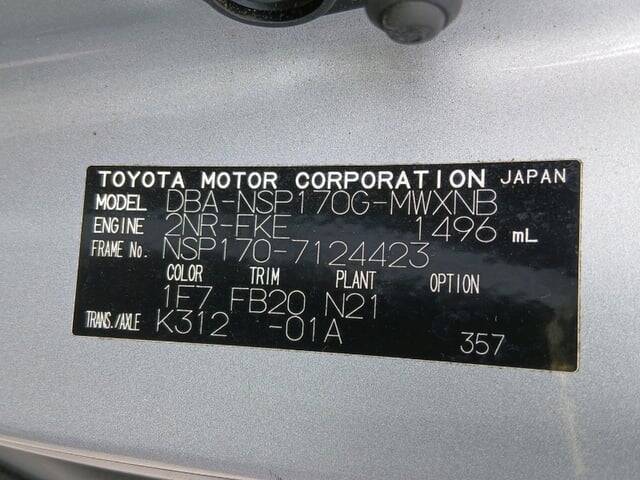 TOYOTA MOTOR CORPORATION JAPAN
MODEL DBA-NSP170G-MWXNB
ENGINE 2NR-FKE 1496 mL
FRAME No. NSP170-7124423
COLOR TRIM PLANT OPTION
1F7 FB20 N21
TRANS./AXLE K312 -01A 357